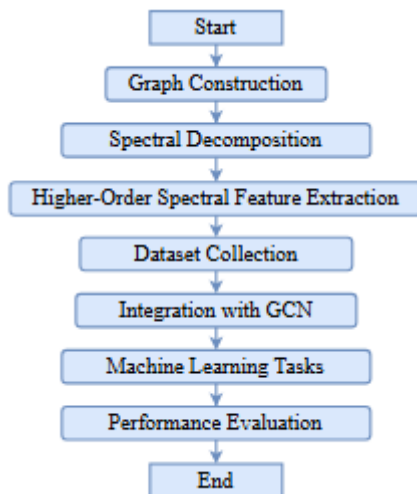 Start
Graph Construction
Spectral Decomposition
Higher-Order Spectral Feature Extraction
Dataset Collection
Integration with GCN
Machine Learning Tasks
Performance Evaluation
End